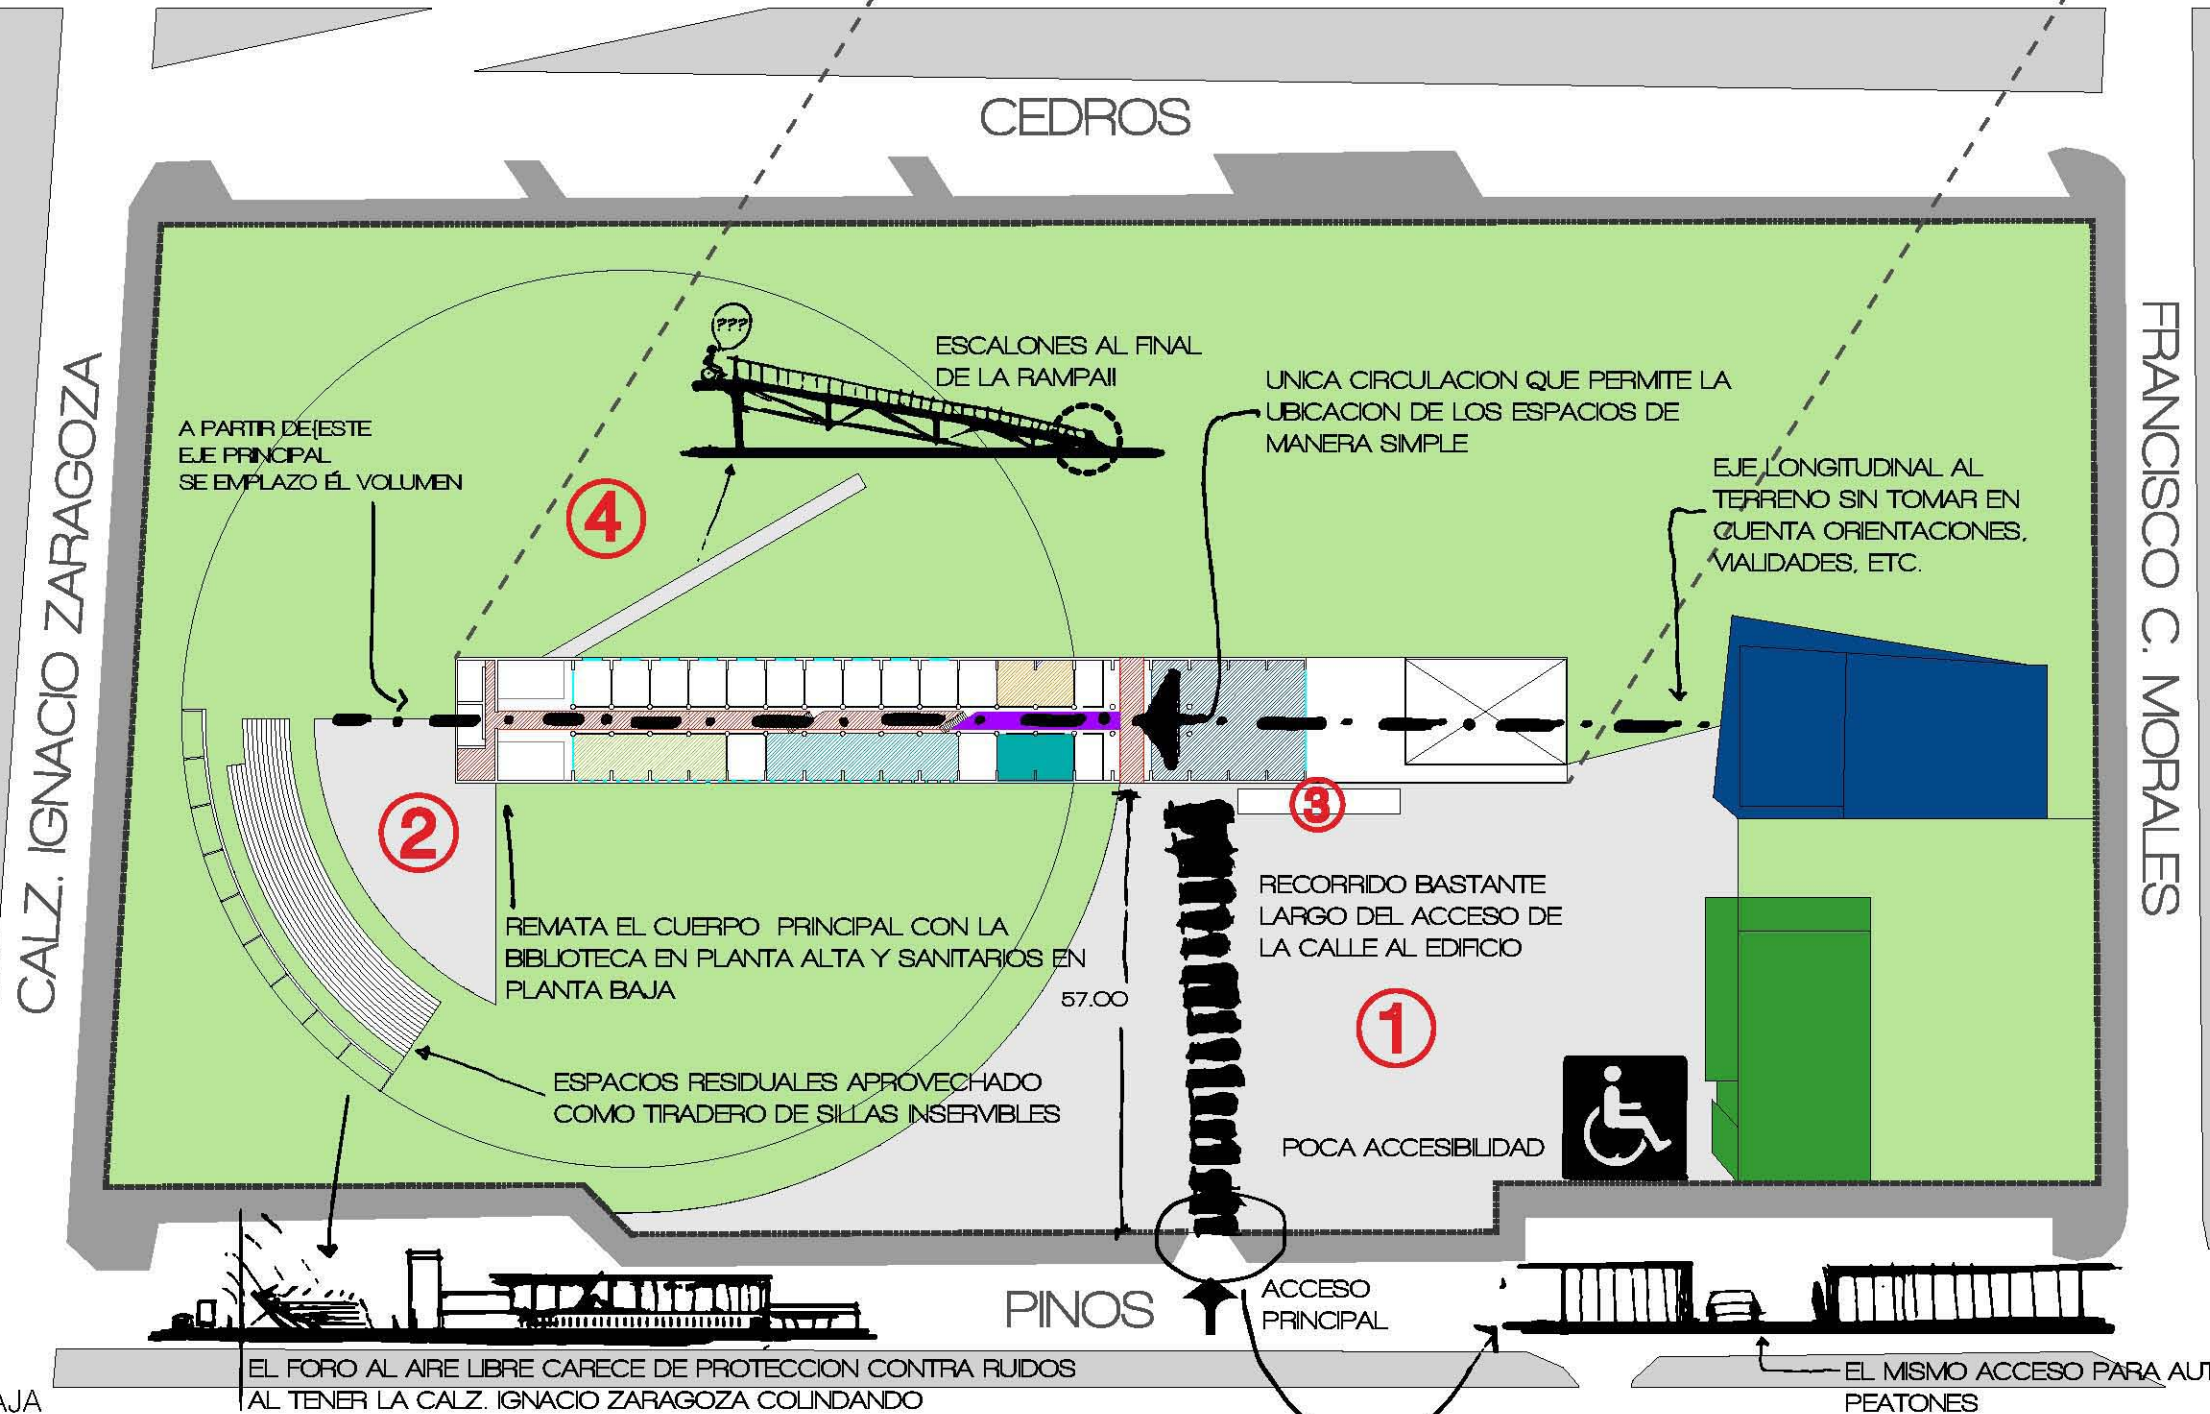 CEDROS
CALZ. IGNACIO ZARAGOZA
FRANCISCO C. MORALES
???
ESCALONES AL FINAL
DE LA RAMPA!!
UNICA CIRCULACION QUE PERMITE LA
UBICACION DE LOS ESPACIOS DE
MANERA SIMPLE
A PARTIR DE{ESTE
EJE PRINCIPAL
SE EMPLAZO ÉL VOLUMEN
EJE LONGITUDINAL AL
TERRENO SIN TOMAR EN
CUENTA ORIENTACIONES,
VIALIDADES, ETC.
4
2
3
REMATA EL CUERPO PRINCIPAL CON LA
BIBLIOTECA EN PLANTA ALTA Y SANITARIOS EN
PLANTA BAJA
RECORRIDO BASTANTE
LARGO DEL ACCESO DE
LA CALLE AL EDIFICIO
57.00
1
ESPACIOS RESIDUALES APROVECHADO
COMO TIRADERO DE SILLAS INSERVIBLES
POCA ACCESIBILIDAD
PINOS
ACCESO
PRINCIPAL
EL FORO AL AIRE LIBRE CARECE DE PROTECCION CONTRA RUIDOS
AL TENER LA CALZ. IGNACIO ZARAGOZA COLINDANDO
EL MISMO ACCESO PARA AUT
PEATONES
AJA